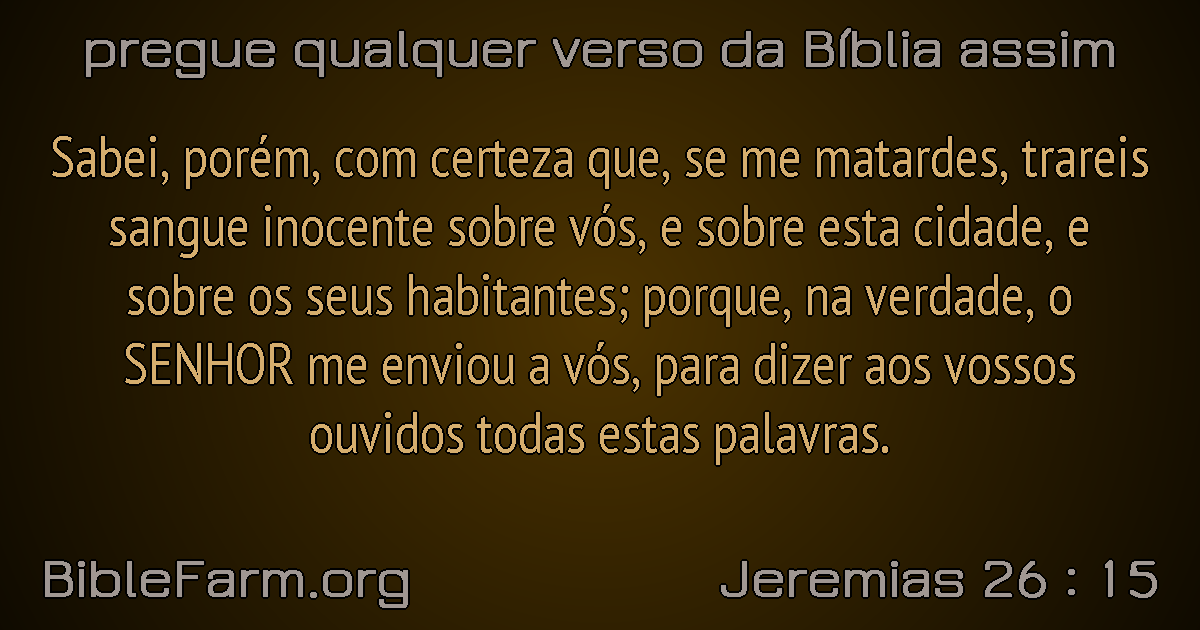 pregue qualquer verso da Bíblia assim
Sabei, porém, com certeza que, se me matardes, trareis
sangue inocente sobre vós, e sobre esta cidade, e
sobre os seus habitantes; porque, na verdade, o
SENHOR me enviou a vós, para dizer aos vossos
ouvidos todas estas palavras.
BibleFarm.org
Jeremias 26 : 15